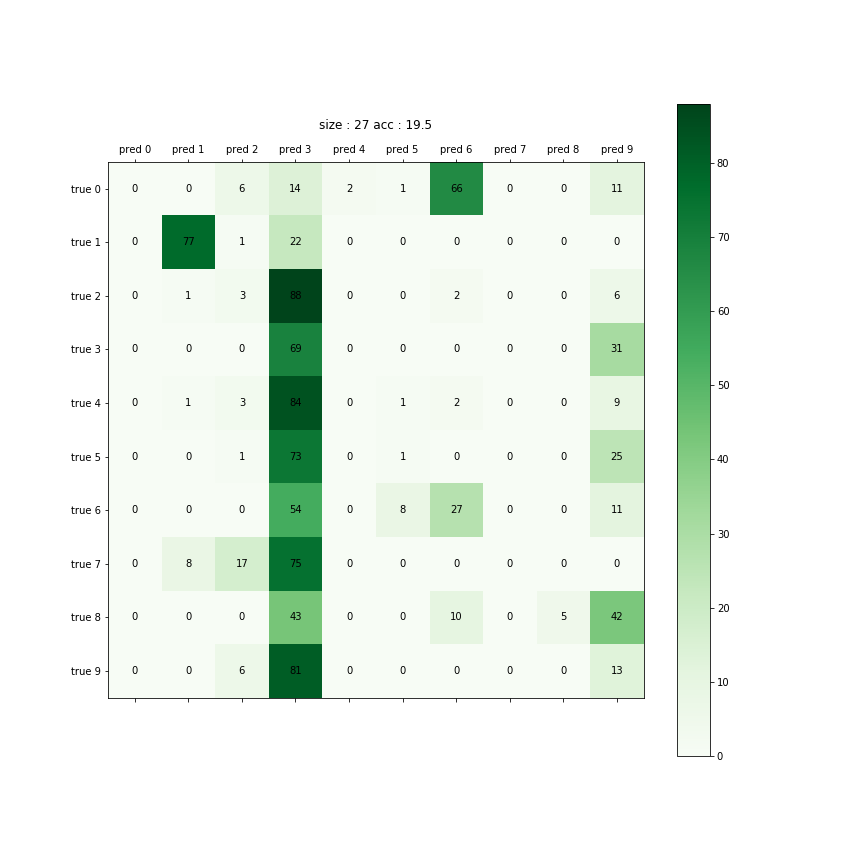 size : 27 acc : 19.5
pred 0 pred 1 pred 2 pred 3 pred 4 pred 5 pred 6 pred 7 pred 8 pred 9
true 0 0 0 6 14 2 1 66 0 0 11
true 1 0 77 1 22 0 0 0 0 0 0
true 2 0 1 3 88 0 0 2 0 0 6
true 3 0 0 0 69 0 0 0 0 0 31
true 4 0 1 3 84 0 1 2 0 0 9
true 5 0 0 1 73 0 1 0 0 0 25
true 6 0 0 0 54 0 8 27 0 0 11
true 7 0 8 17 75 0 0 0 0 0 0
true 8 0 0 0 43 0 0 10 0 5 42
true 9 0 0 6 81 0 0 0 0 0 13
80
70
60
50
40
30
20
10
0